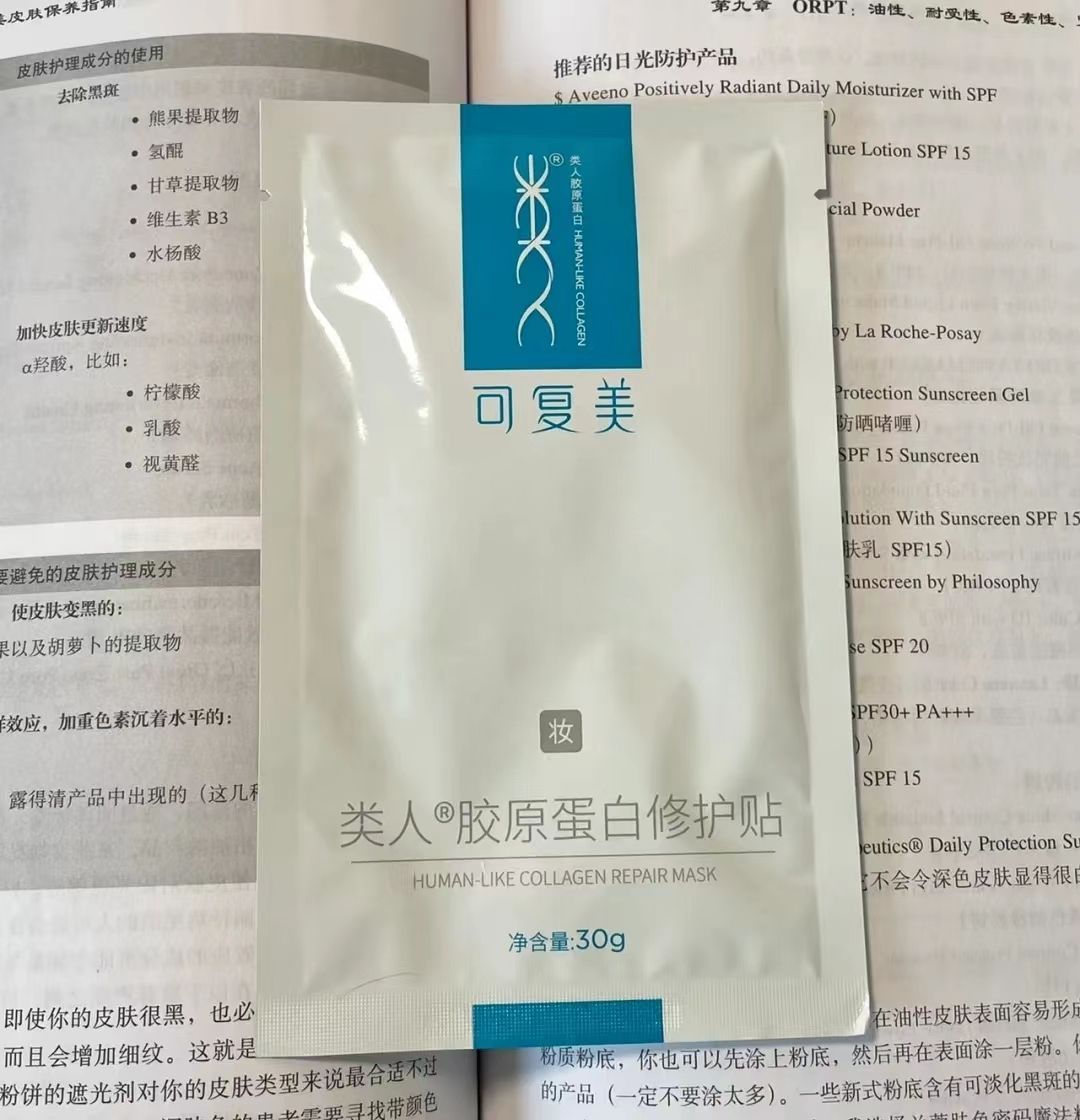 皮肤保养指南
皮肤护理成分的使用
去除黑斑
• 熊果提取物
• 氢醌
• 甘草提取物
• 维生素 B3
• 水杨酸
加快皮肤更新速度
α羟酸，比如：
• 柠檬酸
• 乳酸
• 视黄醛
要避免的皮肤护理成分
使皮肤变黑的：
果以及胡萝卜的提取物
样效应，加重色素沉着水平的：
露得清产品中出现的（这几种
即使你的皮肤很黑，也必
而且会增加细纹。这就是
粉饼的遮光剂对你的皮肤类型来说最合适不过
类人®
类人胶原蛋白 HUMAN-LIKE COLLAGEN
可复美
妆
类人®胶原蛋白修护贴
HUMAN-LIKE COLLAGEN REPAIR MASK
净含量:30g
第九章 ORPT：油性、耐受性、色素性、
推荐的日光防护产品
$ Aveeno Positively Radiant Daily Moisturizer with SPF
ture Lotion SPF 15
cial Powder
by La Roche-Posay
Protection Sunscreen Gel
防晒啫喱）
SPF 15 Sunscreen
lution With Sunscreen SPF 15
肤乳 SPF15）
Sunscreen by Philosophy
se SPF 20
SPF30+ PA+++
））
SPF 15
eutics® Daily Protection Su
它不会令深色皮肤显得很白
在油性皮肤表面容易形成
粉质粉底，你也可以先涂上粉底，然后再在表面涂一层粉。
的产品（一定不要涂太多）。一些新式粉底含有可淡化黑斑的